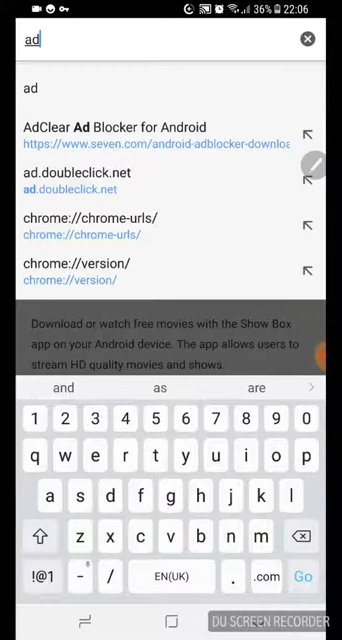 36% 22:06
ad
ad
AdClear Ad Blocker for Android
https://www.seven.com/android-adblocker-downloa
ad.doubleclick.net
ad.doubleclick.net
chrome://chrome-urls/
chrome://chrome-urls/
chrome://version/
chrome://version/
Download or watch free movies with the Show Box
app on your Android device. The app allows users to
stream HD quality movies and shows.
and as are
1 2 3 4 5 6 7 8 9 0
q w e r t y u i o p
a s d f g h j k l
z x c v b n m
!@1 - / EN(UK) . .com Go
DU SCREEN RECORDER